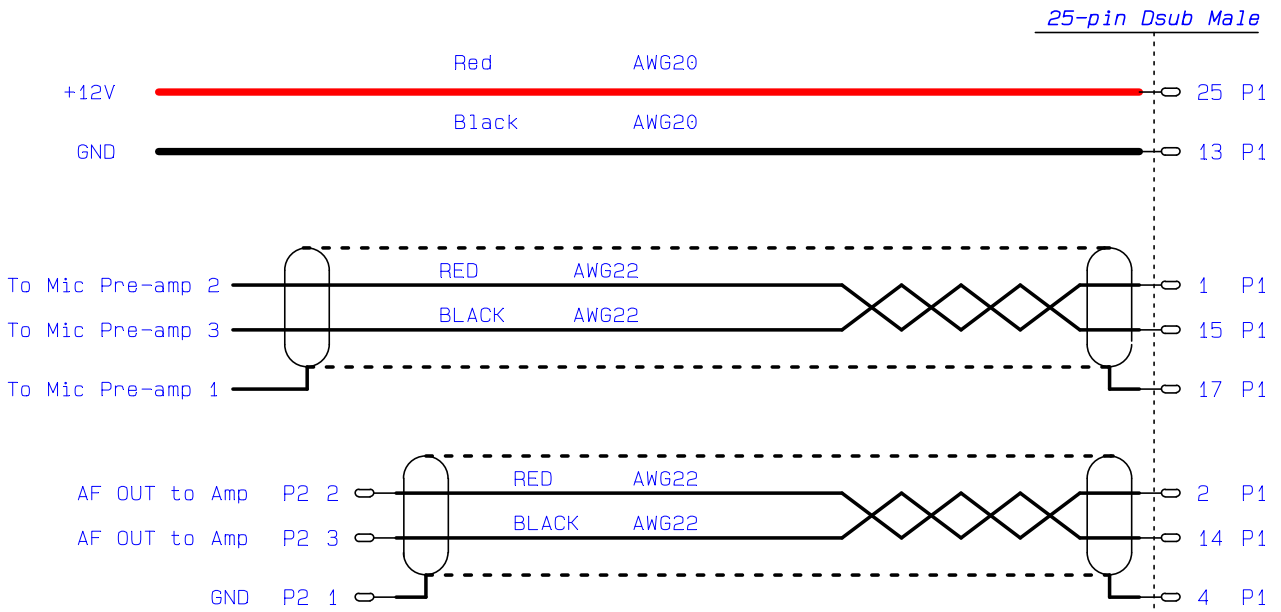 25-pin Dsub Male
Red AWG20
+12V 25 P1
Black AWG20
GND 13 P1
RED AWG22
To Mic Pre-amp 2 1 P1
BLACK AWG22
To Mic Pre-amp 3 15 P1
To Mic Pre-amp 1 17 P1
RED AWG22
AF OUT to Amp P2 2 2 P1
BLACK AWG22
AF OUT to Amp P2 3 14 P1
GND P2 1 4 P1